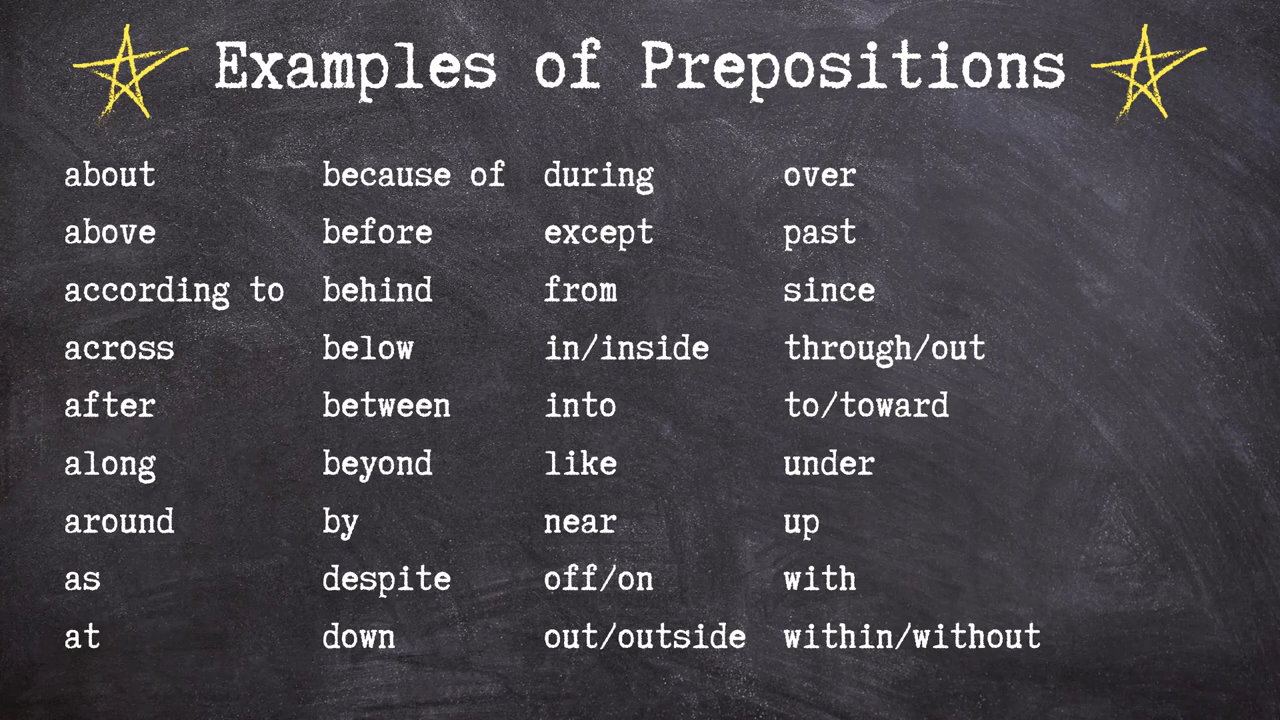 Examples of Prepositions
about
above
according to
across
after
along
around
as
at
because of
before
behind
below
between
beyond
by
despite
down
during
except
from
in/inside
into
like
near
off/on
out/outside
over
past
since
through/out
to/toward
under
up
with
within/without